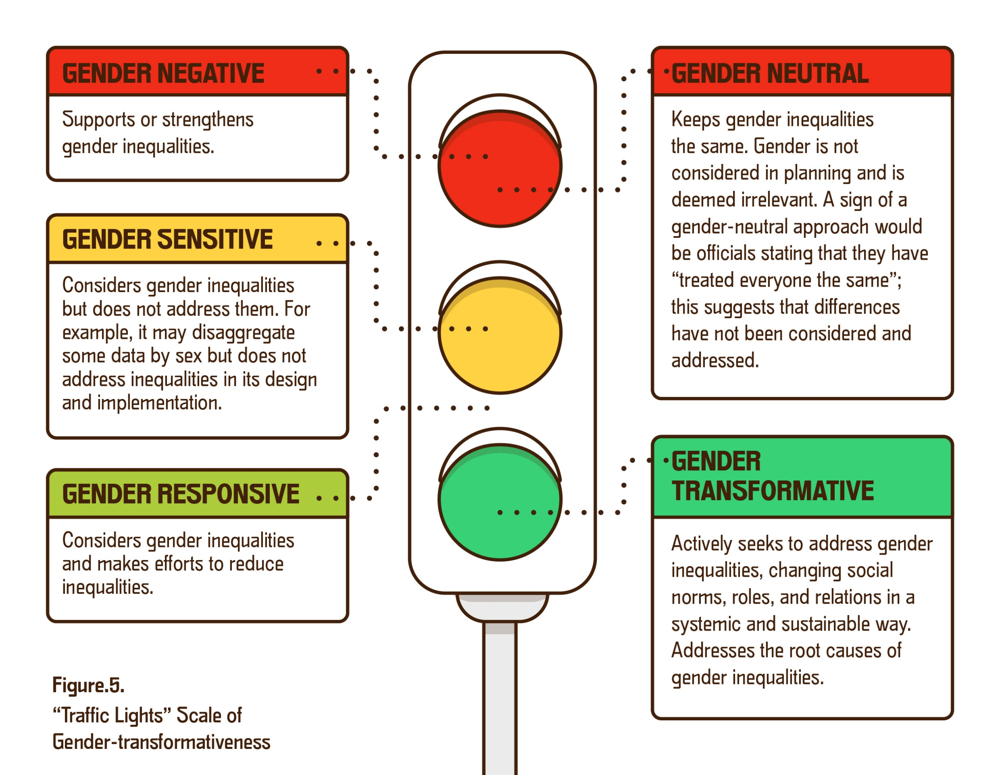 GENDER NEGATIVE
Supports or strengthens
gender inequalities.
GENDER SENSITIVE
Considers gender inequalities
but does not address them. For
example, it may disaggregate
some data by sex but does not
address inequalities in its design
and implementation.
GENDER RESPONSIVE
Considers gender inequalities
and makes efforts to reduce
inequalities.
GENDER NEUTRAL
Keeps gender inequalities
the same. Gender is not
considered in planning and is
deemed irrelevant. A sign of a
gender-neutral approach would
be officials stating that they have
“treated everyone the same”;
this suggests that differences
have not been considered and
addressed.
GENDER
TRANSFORMATIVE
Actively seeks to address gender
inequalities, changing social
norms, roles, and relations in a
systemic and sustainable way.
Addresses the root causes of
gender inequalities.
Figure.5.
“Traffic Lights” Scale of
Gender-transformativeness